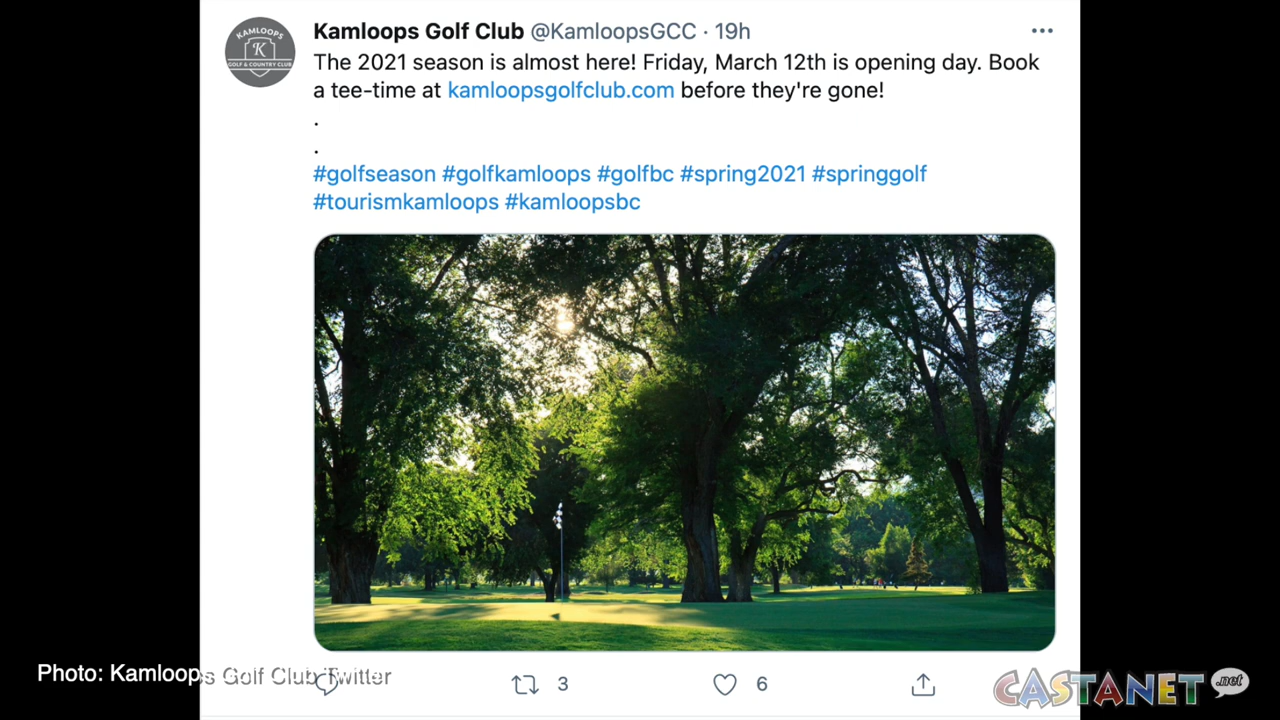 KAMLOOPS
K
GOLF & COUNTRY CLUB
Kamloops Golf Club @KamloopsGCC · 19h
The 2021 season is almost here! Friday, March 12th is opening day. Book
a tee-time at kamloopsgolfclub.com before they're gone!
.
.
#golfseason #golfkamloops #golfbc #spring2021 #springgolf
#tourismkamloops #kamloopsbc
3 6
Photo: Kamloops Golf Club Twitter
CASTANET .net